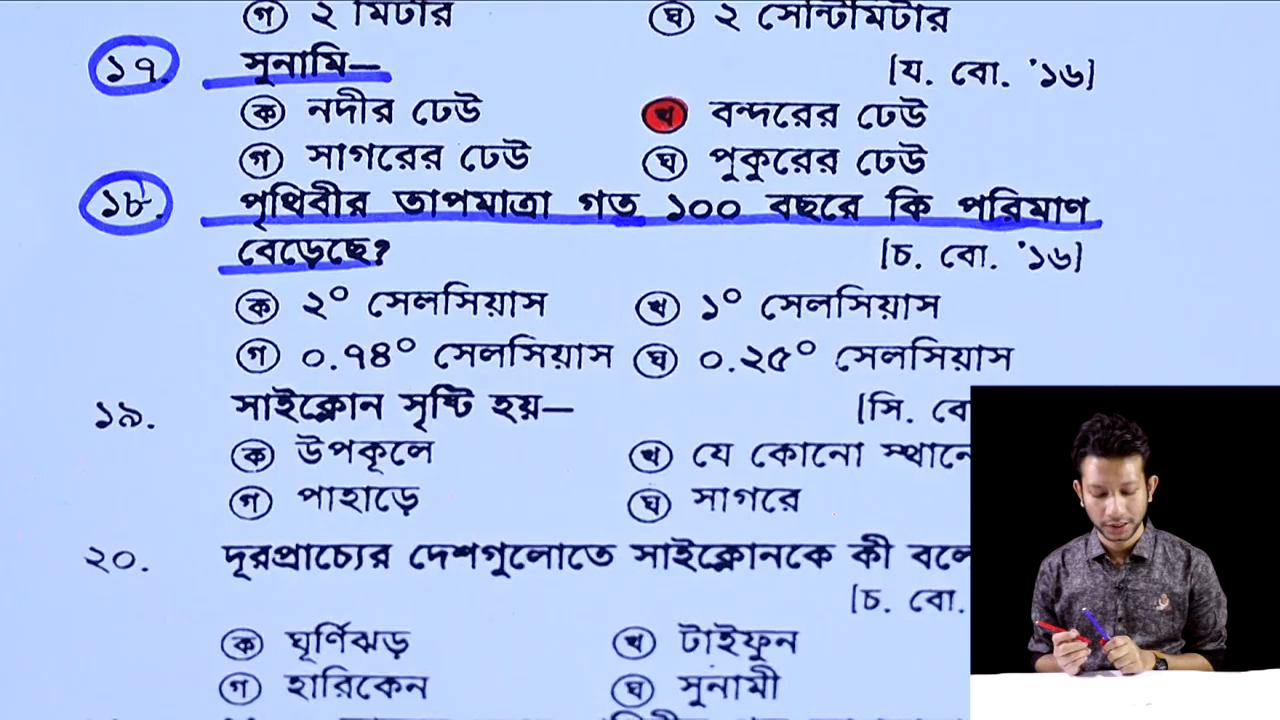 গ ২ মিটার ঘ ২ সেন্টিমিটার
১৭. সুনামি— [য. বো. '১৬]
ক নদীর ঢেউ খ বন্দরের ঢেউ
গ সাগরের ঢেউ ঘ পুকুরের ঢেউ
১৮. পৃথিবীর তাপমাত্রা গত ১০০ বছরে কি পরিমাণ
বেড়েছে? [চ. বো. '১৬]
ক ২° সেলসিয়াস খ ১° সেলসিয়াস
গ ০.৭৪° সেলসিয়াস ঘ ০.২৫° সেলসিয়াস
১৯. সাইক্লোন সৃষ্টি হয়— [সি. বো
ক উপকূলে খ যে কোনো স্থানে
গ পাহাড়ে ঘ সাগরে
২০. দূরপ্রাচ্যের দেশগুলোতে সাইক্লোনকে কী বলে
[চ. বো.
ক ঘূর্ণিঝড় খ টাইফুন
গ হারিকেন ঘ সুনামী